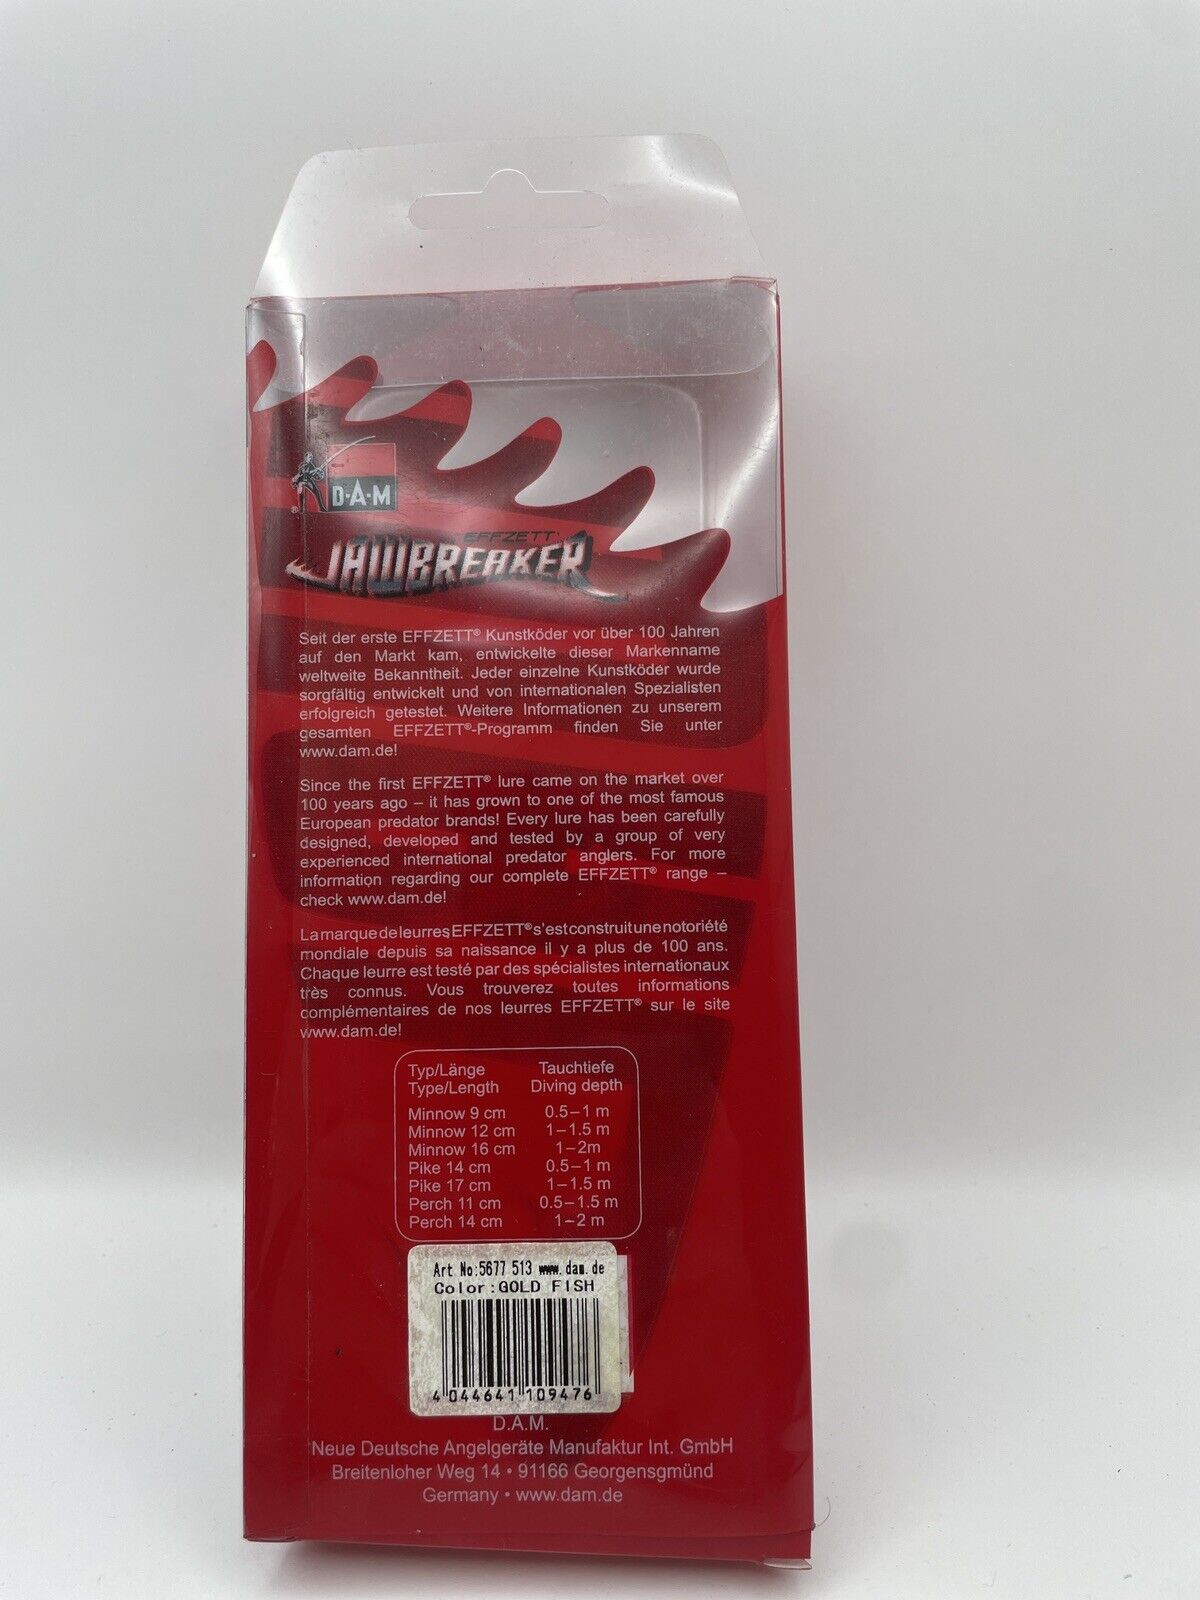 D·A·M
®
EFFZETT
JAWBREAKER
Seit der erste EFFZETT® Kunstköder vor über 100 Jahren
auf den Markt kam, entwickelte dieser Markenname
weltweite Bekanntheit. Jeder einzelne Kunstköder wurde
sorgfältig entwickelt und von internationalen Spezialisten
erfolgreich getestet. Weitere Informationen zu unserem
gesamten EFFZETT®-Programm finden Sie unter
www.dam.de!
Since the first EFFZETT® lure came on the market over
100 years ago – it has grown to one of the most famous
European predator brands! Every lure has been carefully
designed, developed and tested by a group of very
experienced international predator anglers. For more
information regarding our complete EFFZETT® range –
check www.dam.de!
La marque de leurres EFFZETT® s'est construit une notoriété
mondiale depuis sa naissance il y a plus de 100 ans.
Chaque leurre est testé par des spécialistes internationaux
très connus. Vous trouverez toutes informations
complémentaires de nos leurres EFFZETT® sur le site
www.dam.de!
Typ/Länge Tauchtiefe
Type/Length Diving depth
Minnow 9 cm 0.5–1 m
Minnow 12 cm 1–1.5 m
Minnow 16 cm 1–2m
Pike 14 cm 0.5–1 m
Pike 17 cm 1–1.5 m
Perch 11 cm 0.5–1.5 m
Perch 14 cm 1–2 m
Art No:5677 513 www.dam.de
Color:GOLD FISH
4 044641 109476
D.A.M.
Neue Deutsche Angelgeräte Manufaktur Int. GmbH
Breitenloher Weg 14 • 91166 Georgensgmünd
Germany • www.dam.de